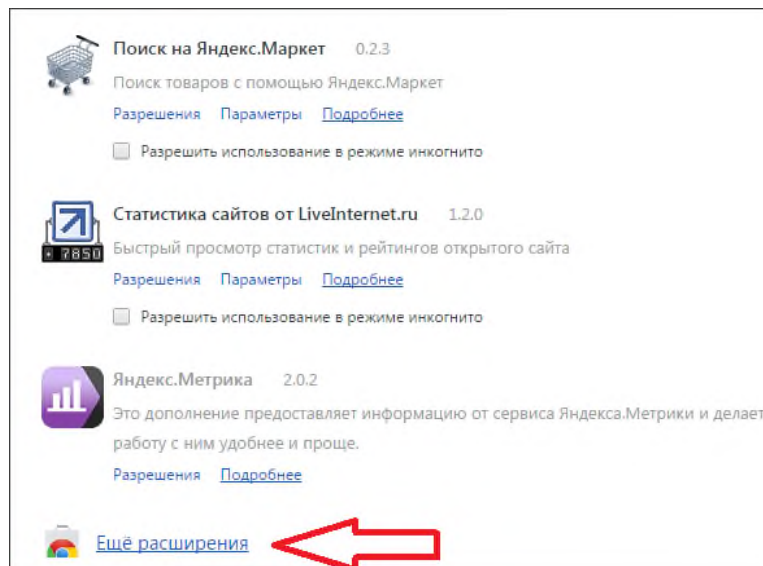 Поиск на Яндекс.Маркет 0.2.3
Поиск товаров с помощью Яндекс.Маркет
Разрешения Параметры Подробнее
Разрешить использование в режиме инкогнито
Статистика сайтов от LiveInternet.ru 1.2.0
Быстрый просмотр статистик и рейтингов открытого сайта
7850
Разрешения Параметры Подробнее
Разрешить использование в режиме инкогнито
Яндекс.Метрика 2.0.2
Это дополнение предоставляет информацию от сервиса Яндекса.Метрики и делает
работу с ним удобнее и проще.
Разрешения Подробнее
Ещё расширения